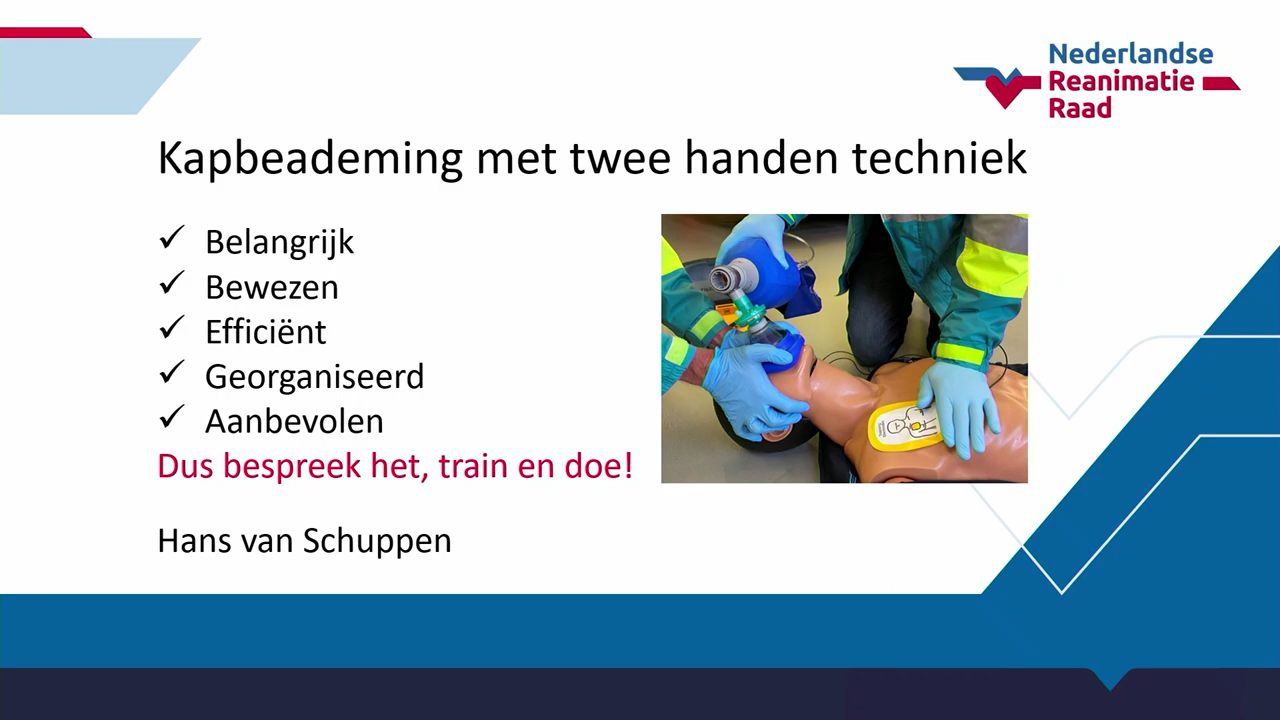 Nederlandse
Reanimatie
Raad
Kapbeademing met twee handen techniek
✓ Belangrijk
✓ Bewezen
✓ Efficiënt
✓ Georganiseerd
✓ Aanbevolen
Dus bespreek het, train en doe!
Hans van Schuppen